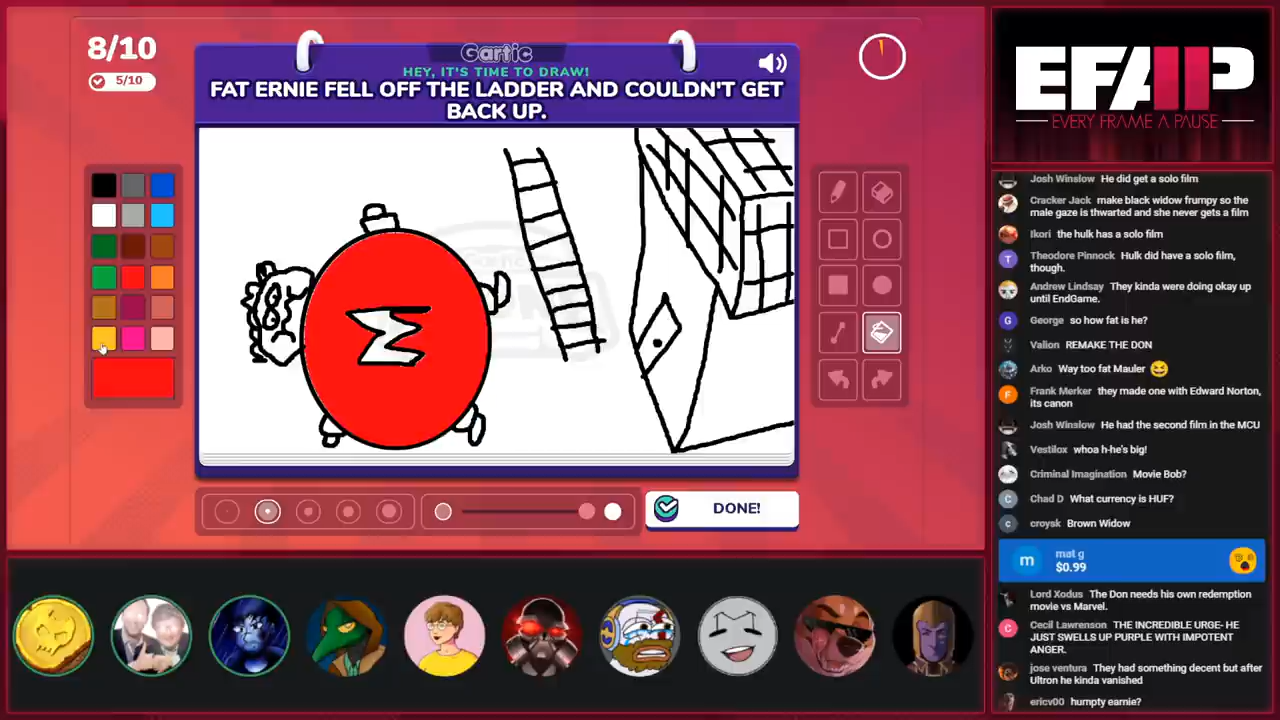 8/10
5/10
Gartic
HEY, IT'S TIME TO DRAW!
FAT ERNIE FELL OFF THE LADDER AND COULDN'T GET
BACK UP.
DONE!
EFAP
EVERY FRAME A PAUSE
Josh Winslow He did get a solo film
Cracker Jack make black widow frumpy so the
male gaze is thwarted and she never gets a film
Ikori the hulk has a solo film
T Theodore Pinnock Hulk did have a solo film,
though.
Andrew Lindsay They kinda were doing okay up
until EndGame.
G George so how fat is he?
Valion REMAKE THE DON
Arko Way too fat Mauler
F Frank Merker they made one with Edward Norton,
its canon
Josh Winslow He had the second film in the MCU
Vestilox whoa h-he's big!
Criminal Imagination Movie Bob?
C Chad D What currency is HUF?
c croysk Brown Widow
m mat g
$0.99
Lord Xodus The Don needs his own redemption
movie vs Marvel.
C Cecil Lawrenson THE INCREDIBLE URGE- HE
JUST SWELLS UP PURPLE WITH IMPOTENT
ANGER.
jose ventura They had something decent but after
Ultron he kinda vanished
ericv00 humpty earnie?